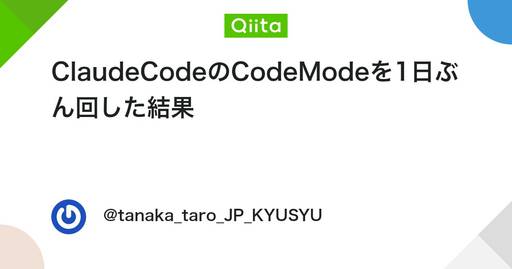 Qiita
ClaudeCodeのCodeModeを1日ぶ
ん回した結果
@tanaka_taro_JP_KYUSYU